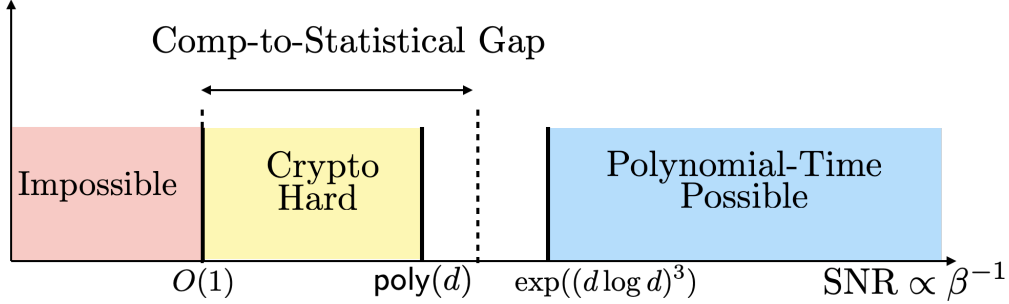 Comp-to-Statistical Gap
Impossible
Crypto
Hard
Polynomial-Time
Possible
O(1)
poly(d)
exp((d log d)³)
SNR ∝ β⁻¹